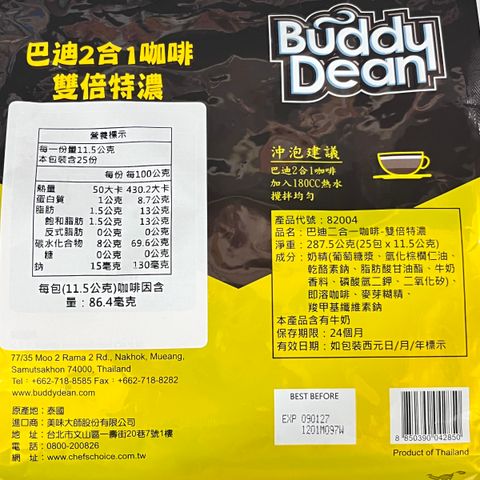 巴迪2合1咖啡
雙倍特濃
Buddy
Dean
營養標示
每一份量11.5公克
本包裝含25份
每份 每100公克
熱量 50大卡 430.2大卡
蛋白質 1公克 8.7公克
脂肪 1.5公克 13公克
飽和脂肪 1.5公克 13公克
反式脂肪 0公克 0公克
碳水化合物 8公克 69.6公克
糖 0公克 0公克
鈉 15毫克 130毫克
每包(11.5公克)咖啡因含
量：86.4毫克
沖泡建議
巴迪2合1咖啡
加入180CC熱水
攪拌均勻
產品代號：82004
品名：巴迪二合一咖啡-雙倍特濃
淨重：287.5公克(25包 x 11.5公克)
成分：奶精(葡萄糖漿、氫化棕櫚仁油、
乾酪素鈉、脂肪酸甘油酯、牛奶
香料、磷酸氫二鉀、二氧化矽)、
即溶咖啡、麥芽糊精、
羧甲基纖維素鈉
本產品含有牛奶
保存期限：24個月
有效日期：如包裝西元日/月/年標示
77/35 Moo 2 Rama 2 Rd., Nakhok, Mueang,
Samutsakhon 74000, Thailand
Tel：+662-718-8585 Fax：+662-718-8282
www.buddydean.com
原產地：泰國
進口商：美味大師股份有限公司
地 址：台北市文山區一壽街20巷7號1樓
電 話：0800-200826
網 址：www.chefschoice.com.tw
BEST BEFORE
EXP 090127
1201M097W
8 850390 042850
Product of Thailand